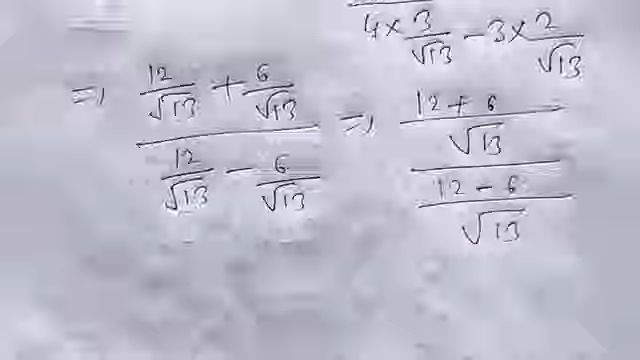 4 × 3/√13 - 3 × 2/√13
⇒ (12/√13 + 6/√13)/(12/√13 - 6/√13) ⇒ ((12 + 6)/√13)/((12 - 6)/√13)